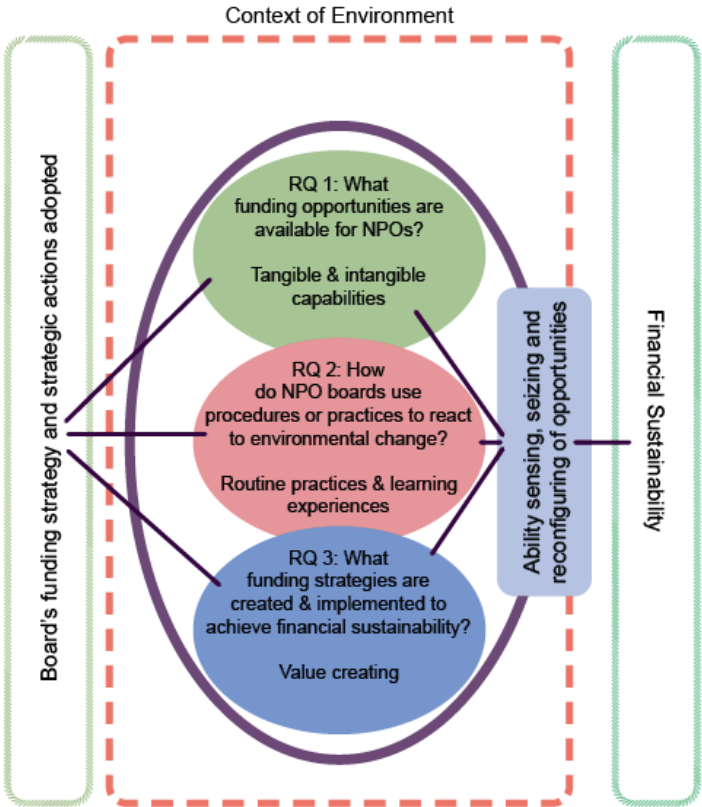 Context of Environment
Board's funding strategy and strategic actions adopted
RQ 1: What
funding opportunities are
available for NPOs?
Tangible & intangible
capabilities
RQ 2: How
do NPO boards use
procedures or practices to react
to environmental change?
Routine practices & learning
experiences
RQ 3: What
funding strategies are
created & implemented to
achieve financial sustainability?
Value creating
Ability sensing, seizing and
reconfiguring of opportunities
Financial Sustainability